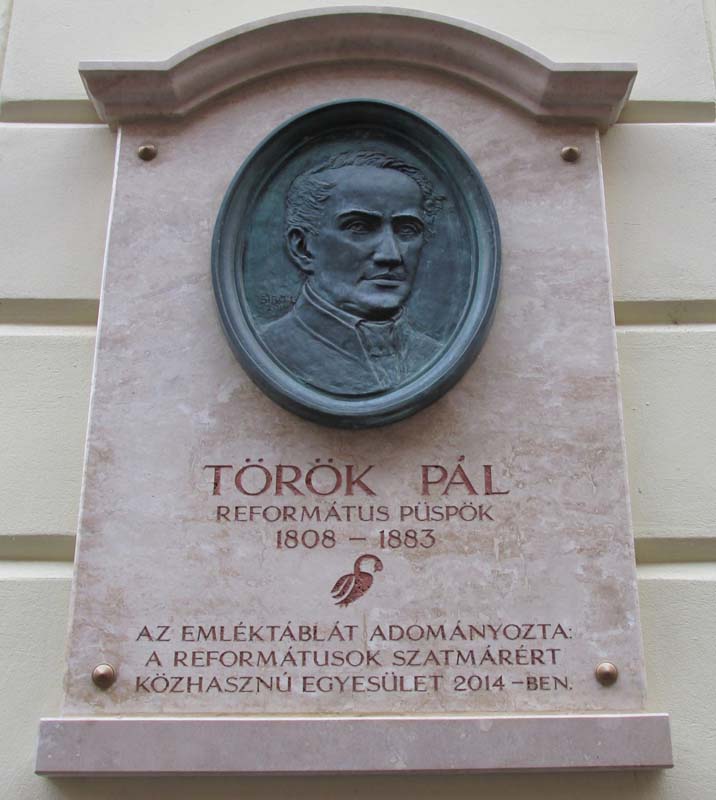 TÖRÖK PÁL
REFORMÁTUS PÜSPÖK
1808 – 1883
AZ EMLÉKTÁBLÁT ADOMÁNYOZTA:
A REFORMÁTUSOK SZATMÁRÉRT
KÖZHASZNÚ EGYESÜLET 2014-BEN.